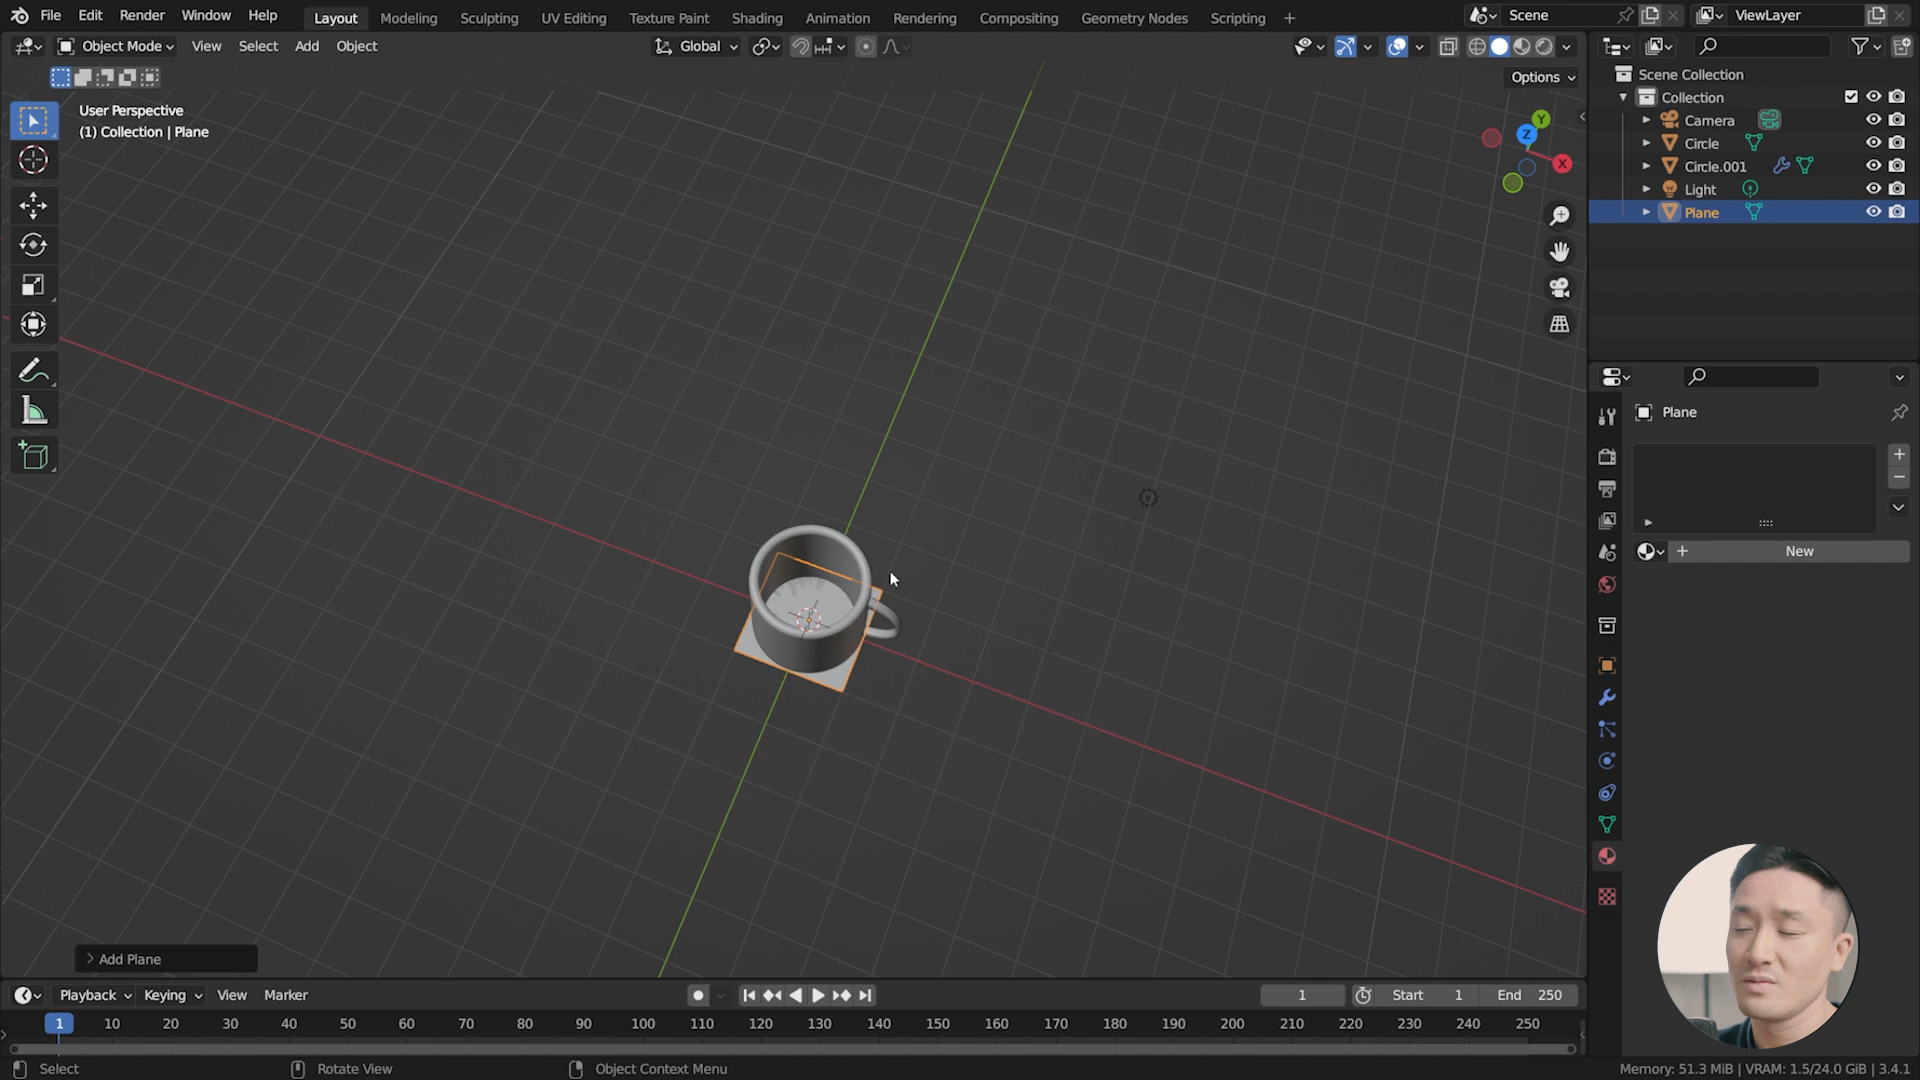 File Edit Render Window Help Layout Modeling Sculpting UV Editing Texture Paint Shading Animation Rendering Compositing Geometry Nodes Scripting + Scene ViewLayer
Object Mode View Select Add Object Global
Options
User Perspective
(1) Collection | Plane
Y
Z
X
Scene Collection
Collection
Camera
Circle
Circle.001
Light
Plane
Plane
+
−
+ New
Add Plane
Playback Keying View Marker 1 Start 1 End 250
1 10 20 30 40 50 60 70 80 90 100 110 120 130 140 150 160 170 180 190 200 210 220 230 240 250
Select Rotate View Object Context Menu Memory: 51.3 MiB | VRAM: 1.5/24.0 GiB | 3.4.1